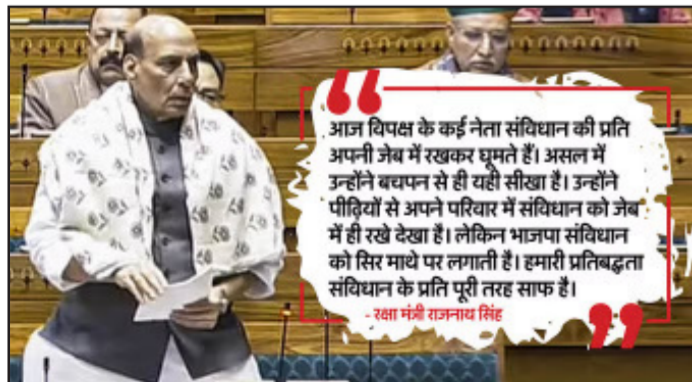 आज विपक्ष के कई नेता संविधान की प्रति
अपनी जेब में रखकर घूमते हैं। असल में
उन्होंने बचपन से ही यही सीखा है। उन्होंने
पीढ़ियों से अपने परिवार में संविधान को जेब
में ही रखे देखा है। लेकिन भाजपा संविधान
को सिर माथे पर लगाती है। हमारी प्रतिबद्धता
संविधान के प्रति पूरी तरह साफ है।
- रक्षा मंत्री राजनाथ सिंह